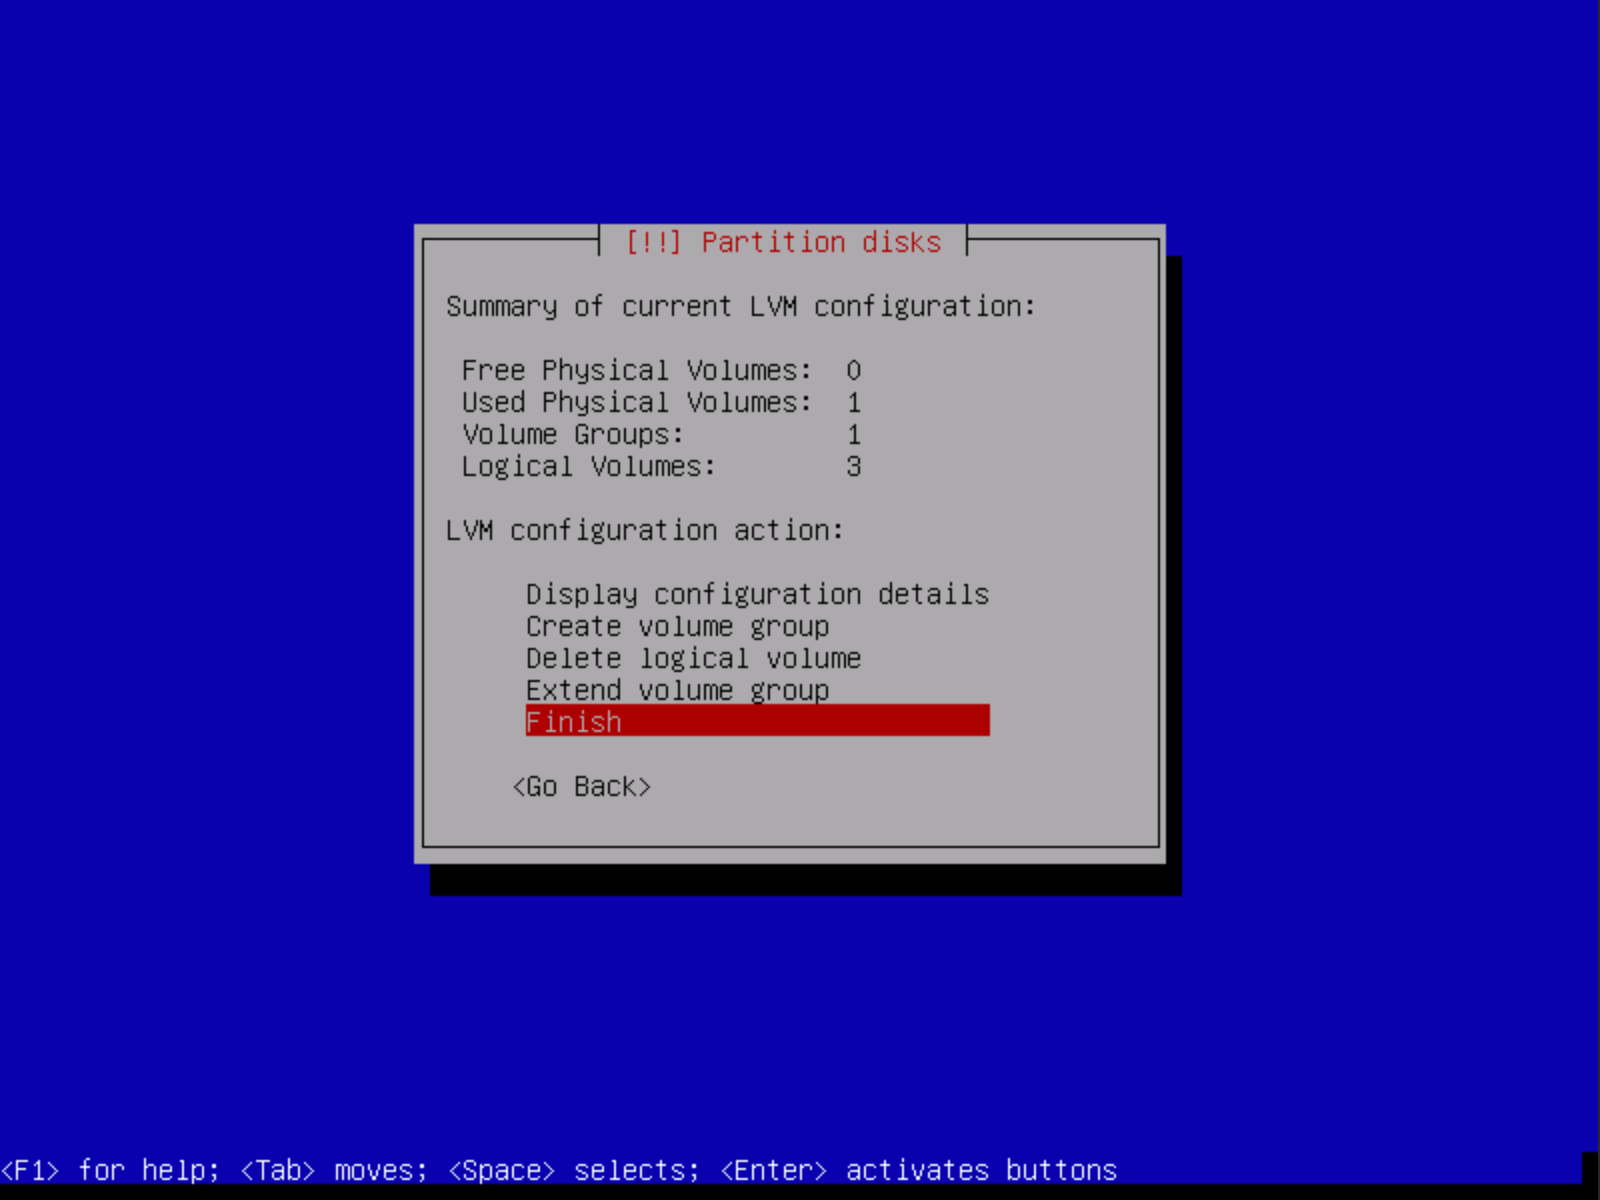 [!!] Partition disks
Summary of current LVM configuration:
Free Physical Volumes: 0
Used Physical Volumes: 1
Volume Groups: 1
Logical Volumes: 3
LVM configuration action:
Display configuration details
Create volume group
Delete logical volume
Extend volume group
Finish
<Go Back>
<F1> for help; <Tab> moves; <Space> selects; <Enter> activates buttons